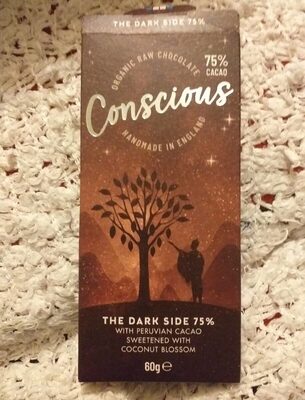 THE DARK SIDE 75%
ORGANIC RAW CHOCOLATE
75%
CACAO
Conscious
HANDMADE IN ENGLAND
THE DARK SIDE 75%
WITH PERUVIAN CACAO
SWEETENED WITH
COCONUT BLOSSOM
60g℮